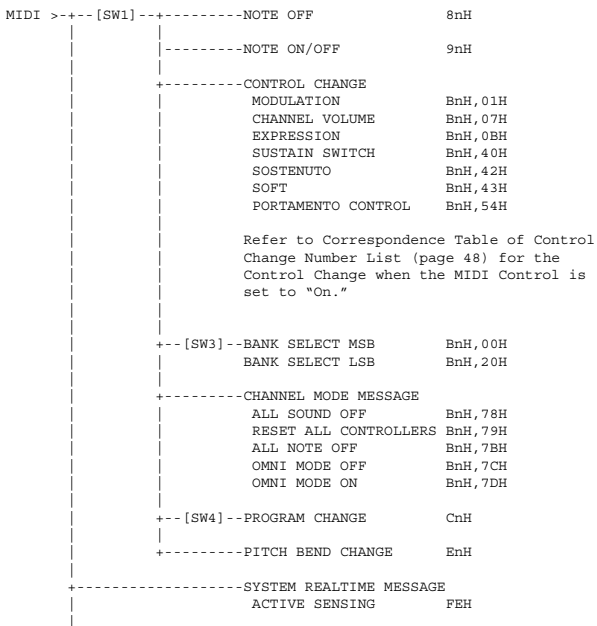 MIDI >-+--[SW1]--+---------NOTE OFF 8nH
|---------NOTE ON/OFF 9nH
+---------CONTROL CHANGE
MODULATION BnH,01H
CHANNEL VOLUME BnH,07H
EXPRESSION BnH,0BH
SUSTAIN SWITCH BnH,40H
SOSTENUTO BnH,42H
SOFT BnH,43H
PORTAMENTO CONTROL BnH,54H
Refer to Correspondence Table of Control
Change Number List (page 48) for the
Control Change when the MIDI Control is
set to “On.”
+--[SW3]--BANK SELECT MSB BnH,00H
BANK SELECT LSB BnH,20H
+---------CHANNEL MODE MESSAGE
ALL SOUND OFF BnH,78H
RESET ALL CONTROLLERS BnH,79H
ALL NOTE OFF BnH,7BH
OMNI MODE OFF BnH,7CH
OMNI MODE ON BnH,7DH
+--[SW4]--PROGRAM CHANGE CnH
+---------PITCH BEND CHANGE EnH
+-------------------SYSTEM REALTIME MESSAGE
ACTIVE SENSING FEH